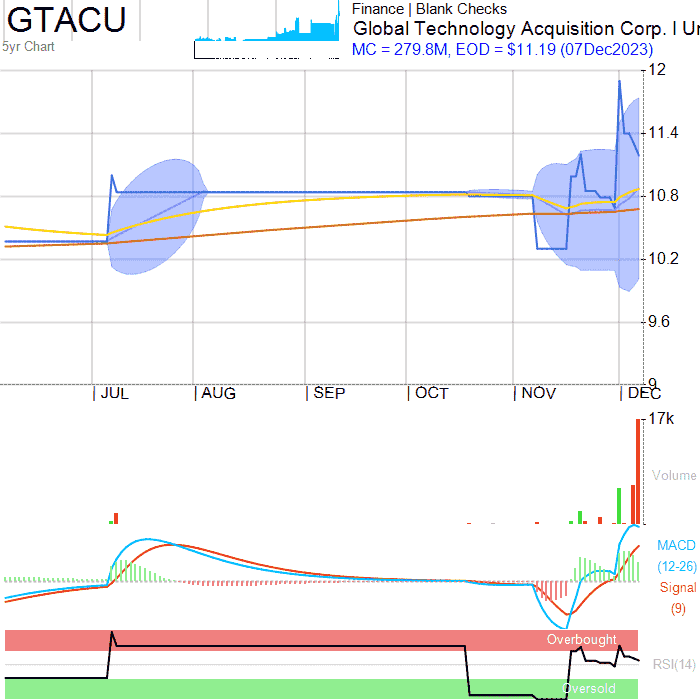 GTACU
5yr Chart
Finance | Blank Checks
Global Technology Acquisition Corp. I Un
MC = 279.8M, EOD = $11.19 (07Dec2023)
12
11.4
10.8
10.2
9.6
9
JUL AUG SEP OCT NOV DEC
17k
Volume
MACD
(12-26)
Signal
(9)
Overbought
RSI(14)
Oversold